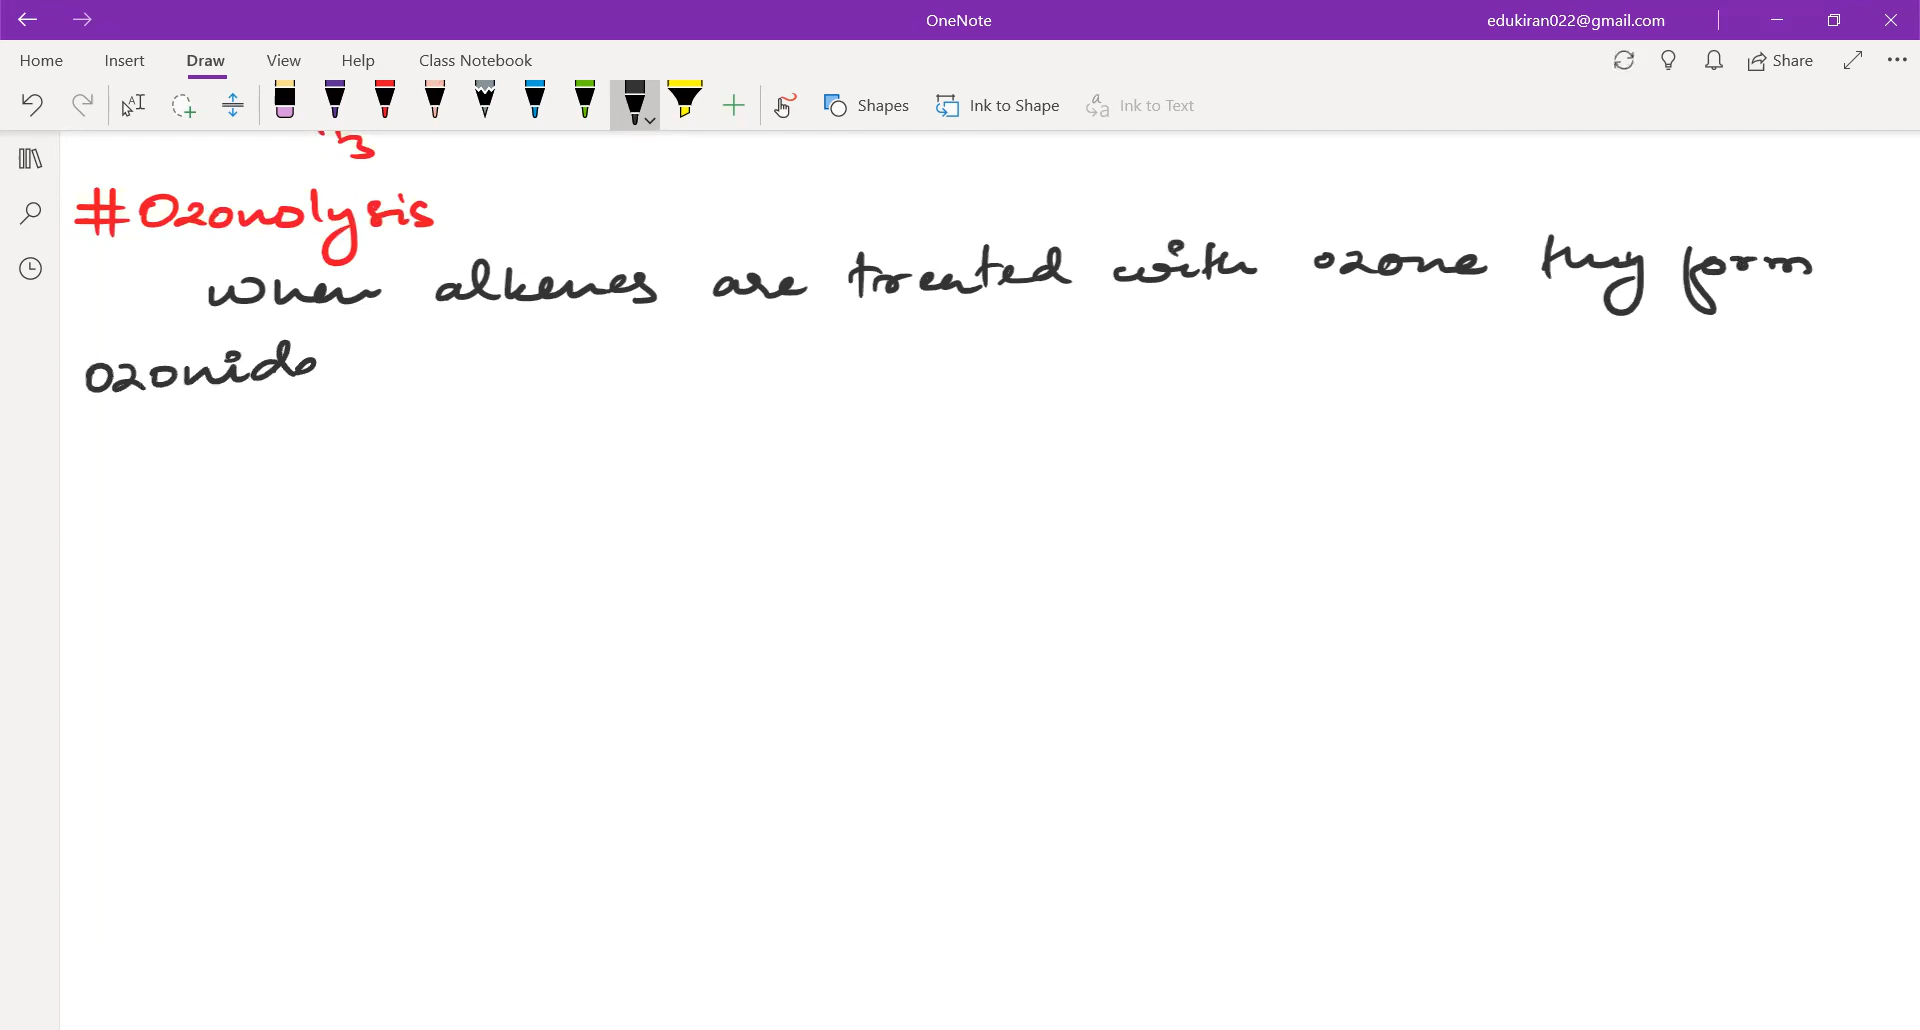 OneNote
edukiran022@gmail.com
Home Insert Draw View Help Class Notebook Share
Shapes Ink to Shape Ink to Text
#Ozonolysis
when alkenes are treated with ozone they form
ozonide